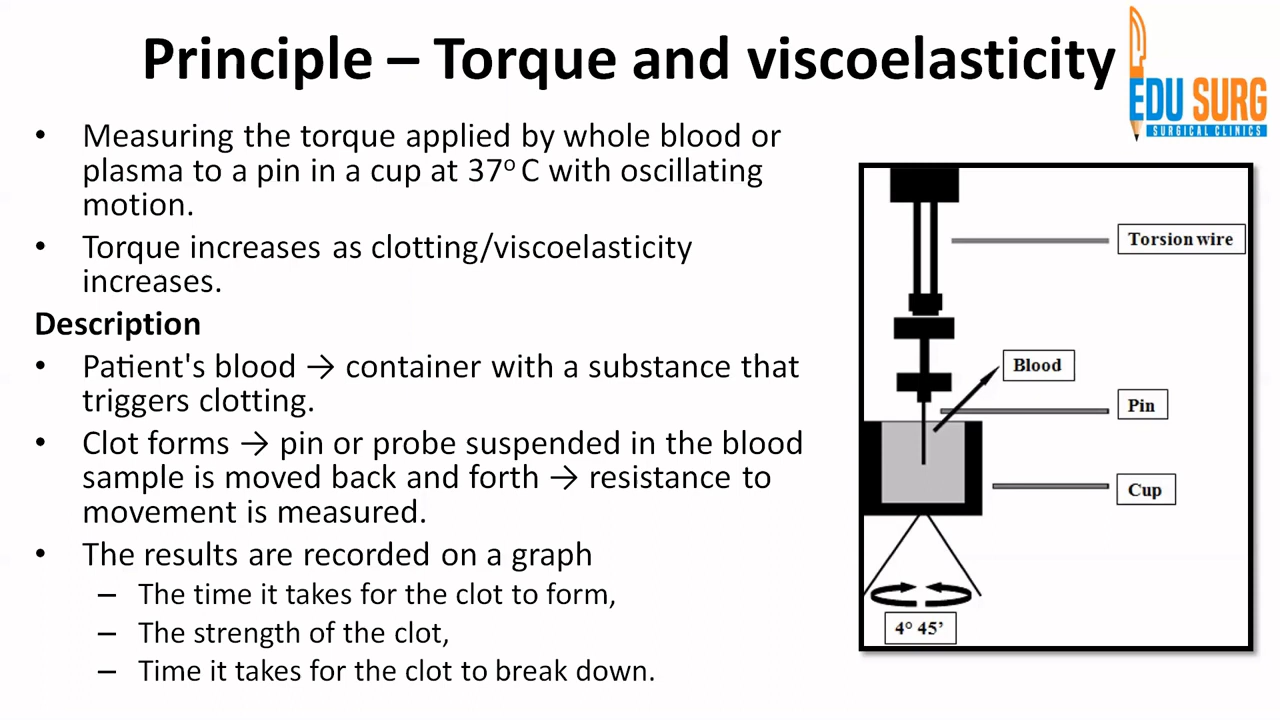 Principle – Torque and viscoelasticity
EDU SURG
SURGICAL CLINICS
• Measuring the torque applied by whole blood or
plasma to a pin in a cup at 37º C with oscillating
motion.
• Torque increases as clotting/viscoelasticity
increases.
Description
• Patient's blood → container with a substance that
triggers clotting.
• Clot forms → pin or probe suspended in the blood
sample is moved back and forth → resistance to
movement is measured.
• The results are recorded on a graph
– The time it takes for the clot to form,
– The strength of the clot,
– Time it takes for the clot to break down.
Torsion wire
Blood
Pin
Cup
4° 45’